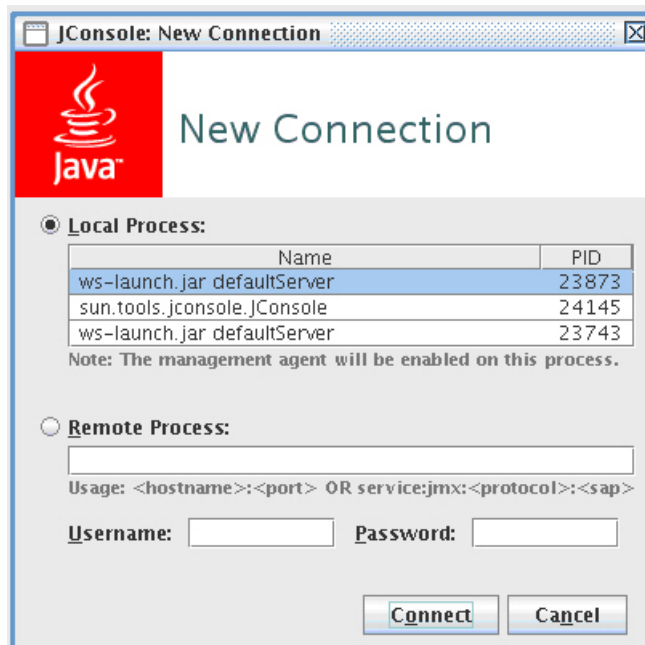 JConsole: New Connection
Java™
New Connection
Local Process:
Name PID
ws-launch.jar defaultServer 23873
sun.tools.jconsole.JConsole 24145
ws-launch.jar defaultServer 23743
Note: The management agent will be enabled on this process.
Remote Process:
Usage: <hostname>:<port> OR service:jmx:<protocol>:<sap>
Username: Password:
Connect Cancel